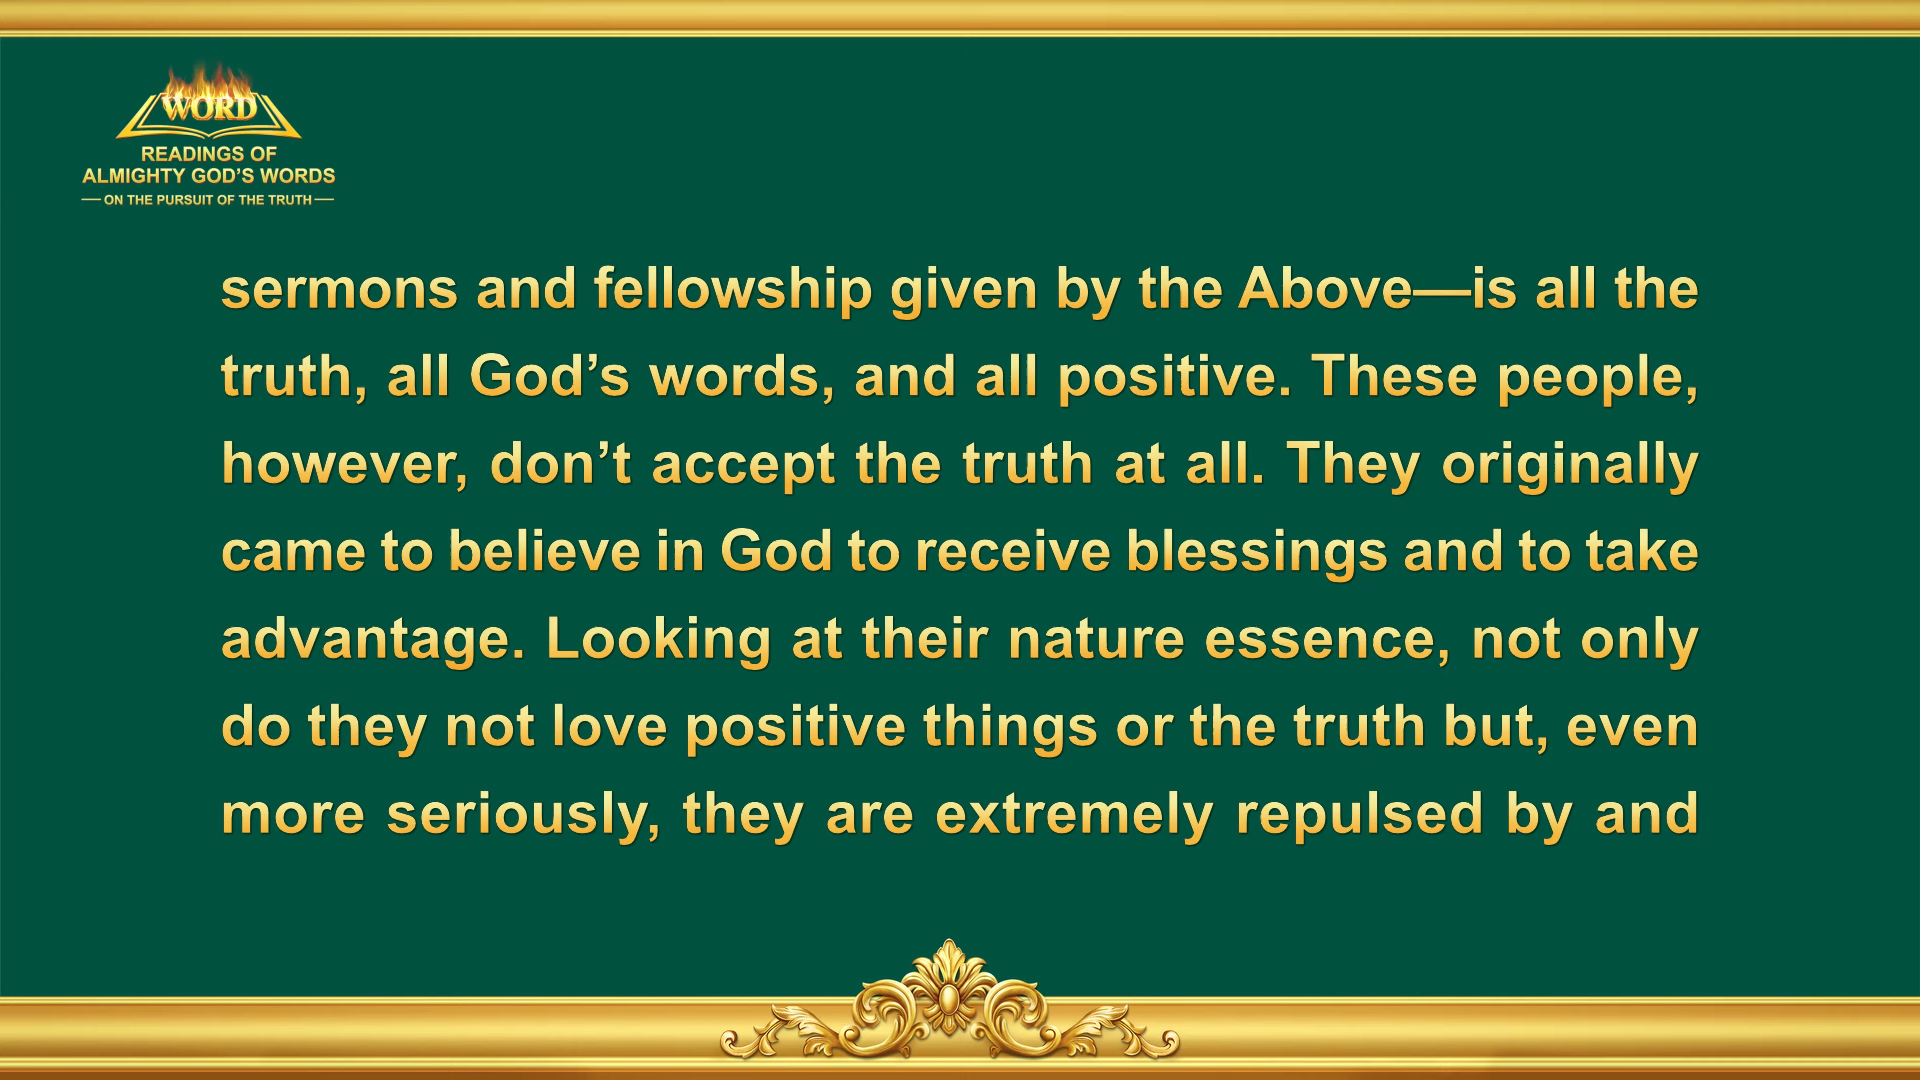 WORD
READINGS OF
ALMIGHTY GOD’S WORDS
ON THE PURSUIT OF THE TRUTH
sermons and fellowship given by the Above—is all the
truth, all God’s words, and all positive. These people,
however, don’t accept the truth at all. They originally
came to believe in God to receive blessings and to take
advantage. Looking at their nature essence, not only
do they not love positive things or the truth but, even
more seriously, they are extremely repulsed by and